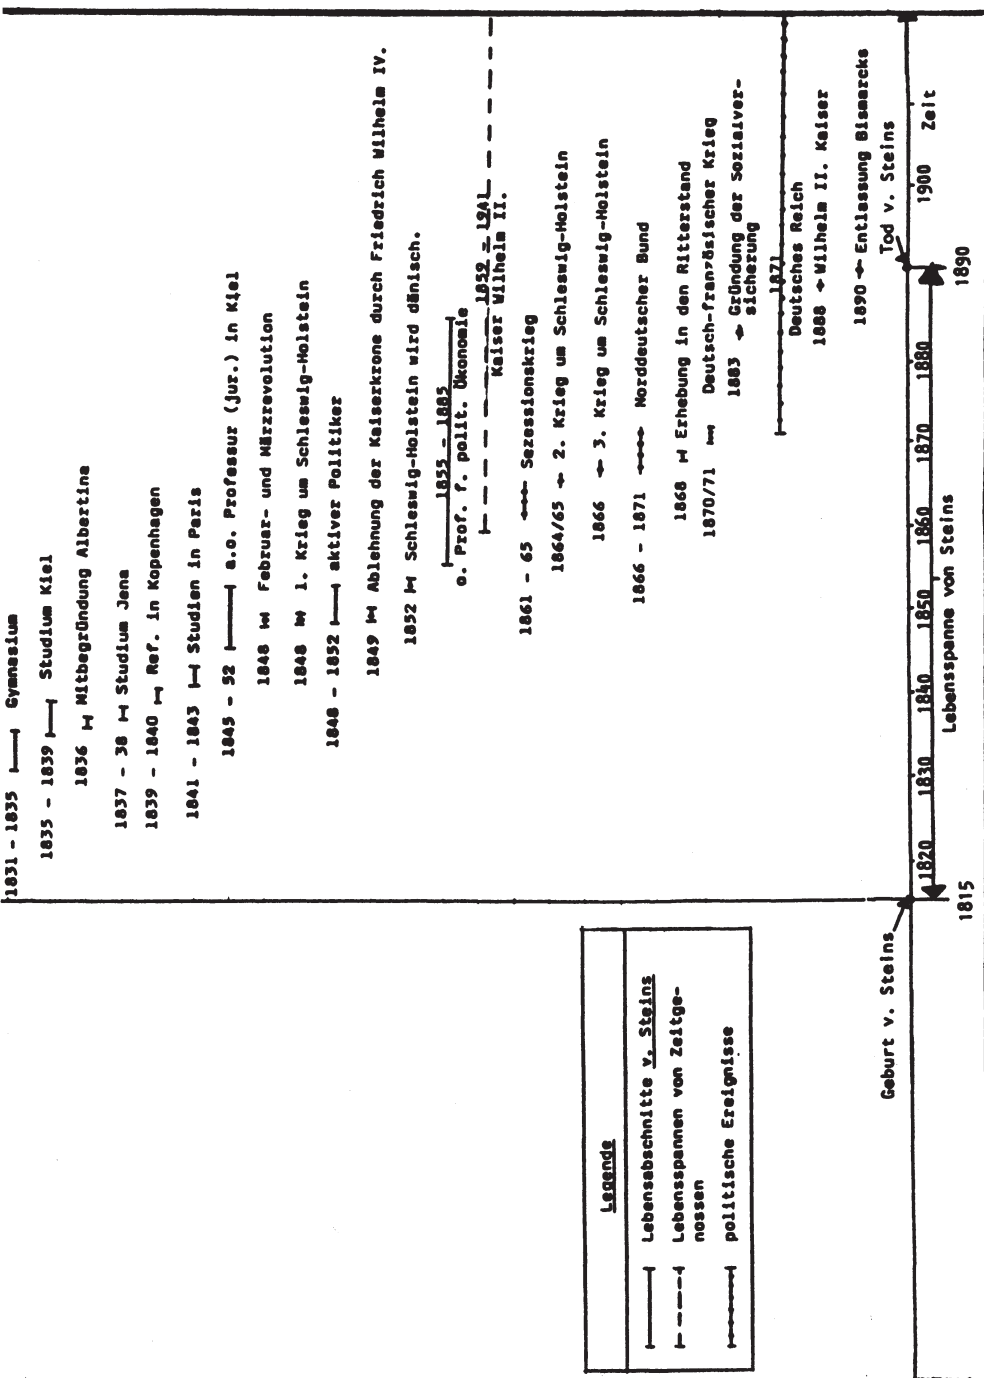 1831 - 1835 Gymnasium
1835 - 1839 Studium Kiel
1836 Mitbegründung Albertina
1837 - 38 Studium Jena
1839 - 1840 Ref. in Kopenhagen
1841 - 1843 Studien in Paris
1845 - 52 a.o. Professur (jur.) in Kiel
1848 Februar- und Märzrevolution
1848 1. Krieg um Schleswig-Holstein
1848 - 1852 aktiver Politiker
1849 Ablehnung der Kaiserkrone durch Friedrich Wilhelm IV.
1852 Schleswig-Holstein wird dänisch.
1855 - 1885
o. Prof. f. polit. Ökonomie
1859 - 1941
Kaiser Wilhelm II.
1861 - 65 Sezessionskrieg
1864/65 2. Krieg um Schleswig-Holstein
1866 3. Krieg um Schleswig-Holstein
1866 - 1871 Norddeutscher Bund
1868 Erhebung in den Ritterstand
1870/71 Deutsch-französischer Krieg
1883 Gründung der Sozialver-
sicherung
1871
Deutsches Reich
1888 Wilhelm II. Kaiser
1890 Entlassung Bismarcks
Tod v. Steins
Geburt v. Steins
1820 1830 1840 1850 1860 1870 1880 1900 Zeit
Lebensspanne von Steins
1815 1890
Legende
Lebensabschnitte v. Steins
Lebensspannen von Zeitge-
nossen
politische Ereignisse